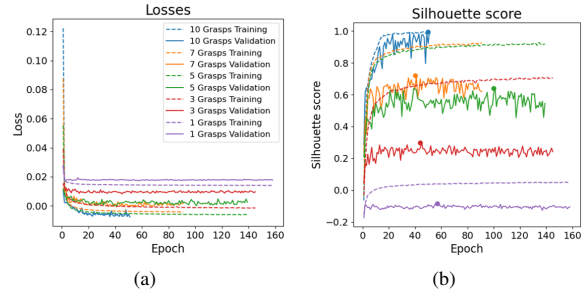 Losses
0.12
0.10
0.08
0.06
0.04
0.02
0.00
Loss
0 20 40 60 80 100 120 140 160
Epoch
10 Grasps Training
10 Grasps Validation
7 Grasps Training
7 Grasps Validation
5 Grasps Training
5 Grasps Validation
3 Grasps Training
3 Grasps Validation
1 Grasps Training
1 Grasps Validation
(a)
Silhouette score
1.0
0.8
0.6
0.4
0.2
0.0
−0.2
Silhouette score
0 20 40 60 80 100 120 140 160
Epoch
(b)